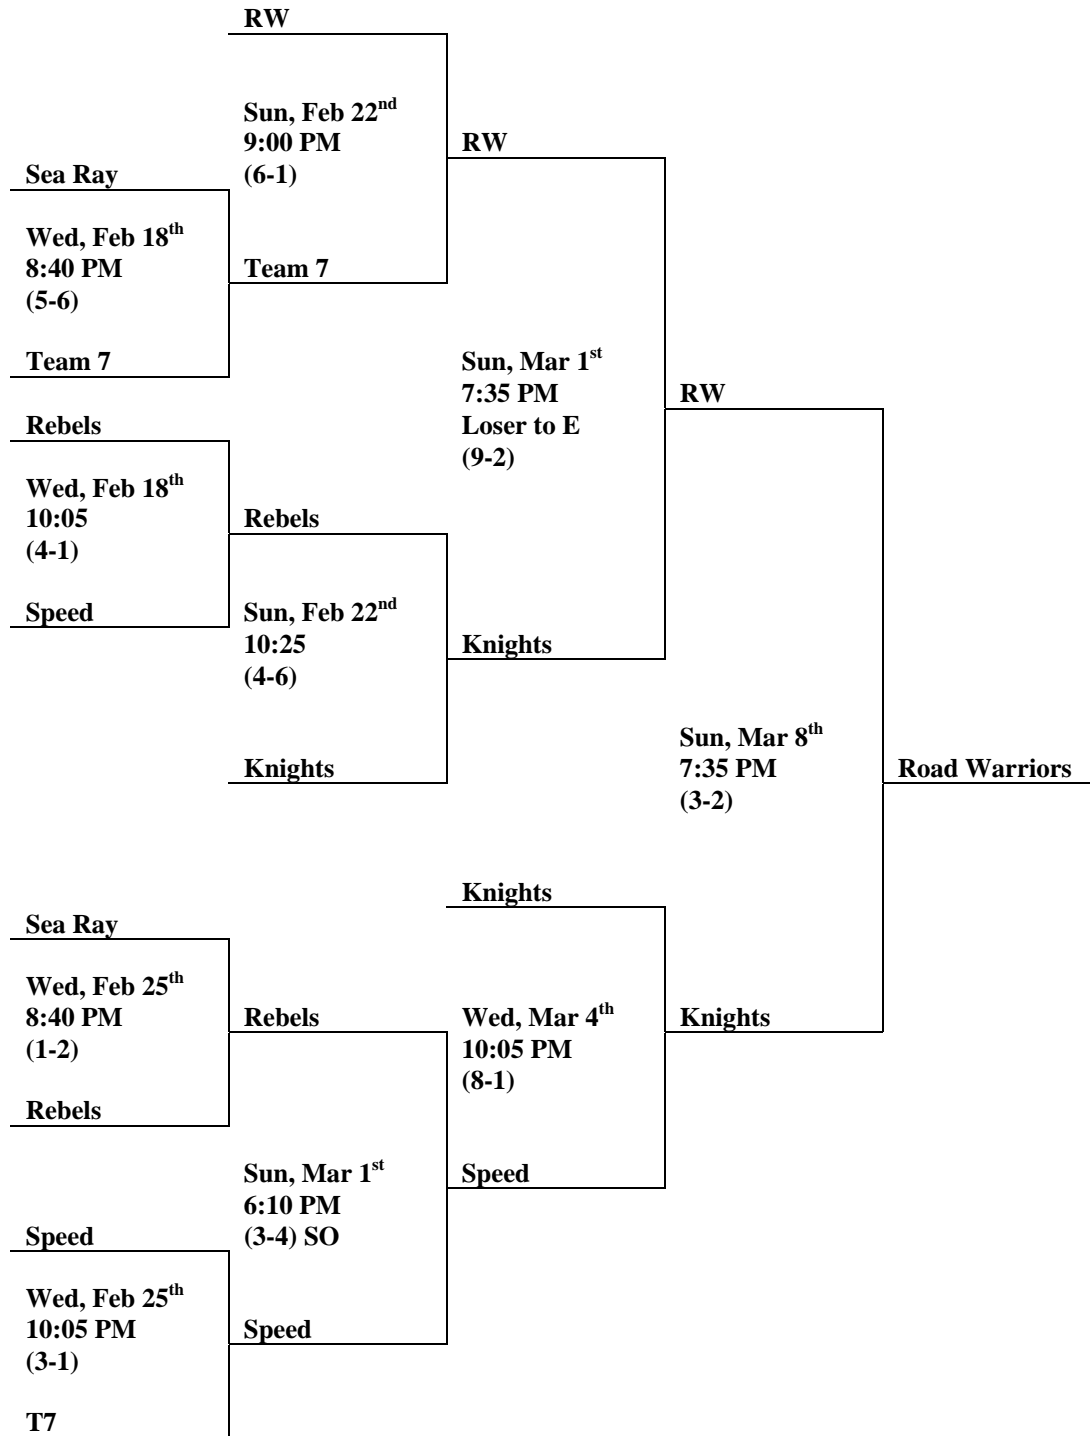 RW
Sun, Feb 22nd
9:00 PM
(6-1)
RW
Sea Ray
Wed, Feb 18th
8:40 PM
(5-6)
Team 7
Team 7
Sun, Mar 1st
7:35 PM
Loser to E
(9-2)
RW
Rebels
Wed, Feb 18th
10:05
(4-1)
Rebels
Speed
Sun, Feb 22nd
10:25
(4-6)
Knights
Knights
Sun, Mar 8th
7:35 PM
(3-2)
Road Warriors
Knights
Sea Ray
Wed, Feb 25th
8:40 PM
(1-2)
Rebels
Wed, Mar 4th
10:05 PM
(8-1)
Knights
Rebels
Sun, Mar 1st
6:10 PM
(3-4) SO
Speed
Speed
Wed, Feb 25th
10:05 PM
(3-1)
Speed
T7